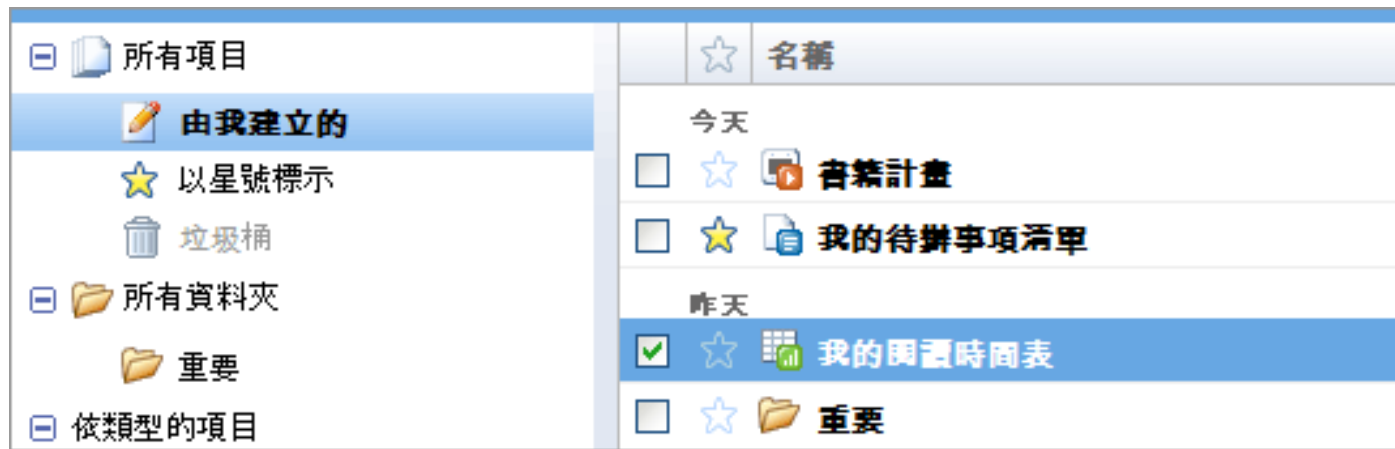 所有項目
由我建立的
以星號標示
垃圾桶
所有資料夾
重要
依類型的項目
名稱
今天
書籍計畫
我的待辦事項清單
昨天
我的閱讀時間表
重要